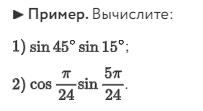 ► Пример. Вычислите:
1) sin 45° sin 15°;
2) cos π/24 sin 5π/24.